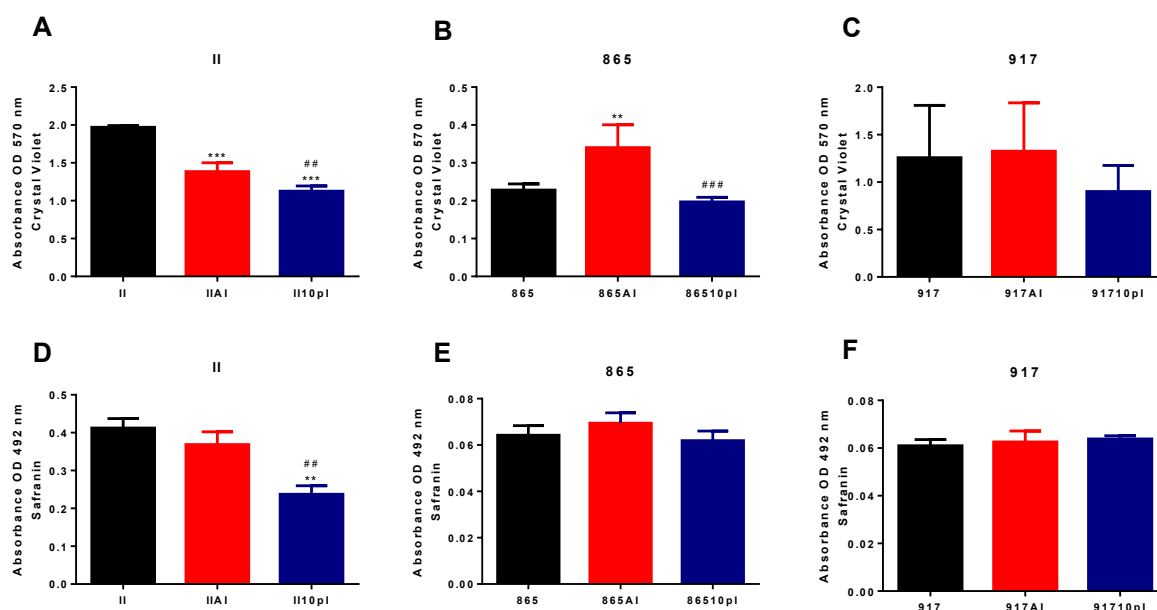 A
II
Absorbance OD 570 nm
Crystal Violet
2.5
2.0
1.5
1.0
0.5
0.0
***
##
***
II
IIAI
II10pl
B
865
Absorbance OD 570 nm
Crystal Violet
0.5
0.4
0.3
0.2
0.1
0.0
**
###
865
865AI
86510pl
C
917
Absorbance OD 570 nm
Crystal Violet
2.0
1.5
1.0
0.5
0.0
917
917AI
91710pl
D
II
Absorbance OD 492 nm
Safranin
0.5
0.4
0.3
0.2
0.1
0.0
##
**
II
IIAI
II10pl
E
865
Absorbance OD 492 nm
Safranin
0.08
0.06
0.04
0.02
0.00
865
865AI
86510pl
F
917
Absorbance OD 492 nm
Safranin
0.08
0.06
0.04
0.02
0.00
917
917AI
91710pl